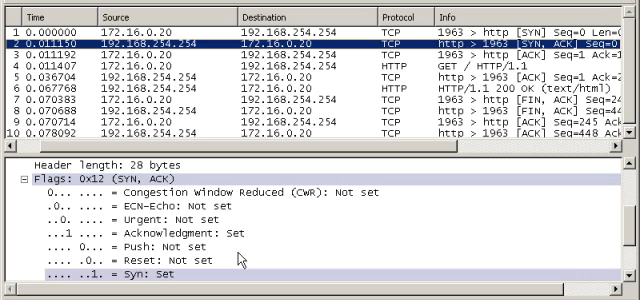 Time Source Destination Protocol Info
1 0.000000 172.16.0.20 192.168.254.254 TCP 1963 > http [SYN] Seq=0 Len=
2 0.011150 192.168.254.254 172.16.0.20 TCP http > 1963 [SYN, ACK] Seq=0
3 0.011192 172.16.0.20 192.168.254.254 TCP 1963 > http [ACK] Seq=1 Ack=1
4 0.011407 172.16.0.20 192.168.254.254 HTTP GET / HTTP/1.1
5 0.036704 192.168.254.254 172.16.0.20 TCP http > 1963 [ACK] Seq=1 Ack=2
6 0.067768 192.168.254.254 172.16.0.20 HTTP HTTP/1.1 200 OK (text/html)
7 0.070383 172.16.0.20 192.168.254.254 TCP 1963 > http [FIN, ACK] Seq=24
8 0.070688 192.168.254.254 172.16.0.20 TCP http > 1963 [FIN, ACK] Seq=44
9 0.070714 172.16.0.20 192.168.254.254 TCP 1963 > http [ACK] Seq=245 Ack
10 0.078092 192.168.254.254 172.16.0.20 TCP http > 1963 [ACK] Seq=448 Ac
Header length: 28 bytes
Flags: 0x12 (SYN, ACK)
0... .... = Congestion Window Reduced (CWR): Not set
.0.. .... = ECN-Echo: Not set
..0. .... = Urgent: Not set
...1 .... = Acknowledgment: Set
.... 0... = Push: Not set
.... .0.. = Reset: Not set
.... ..1. = Syn: Set